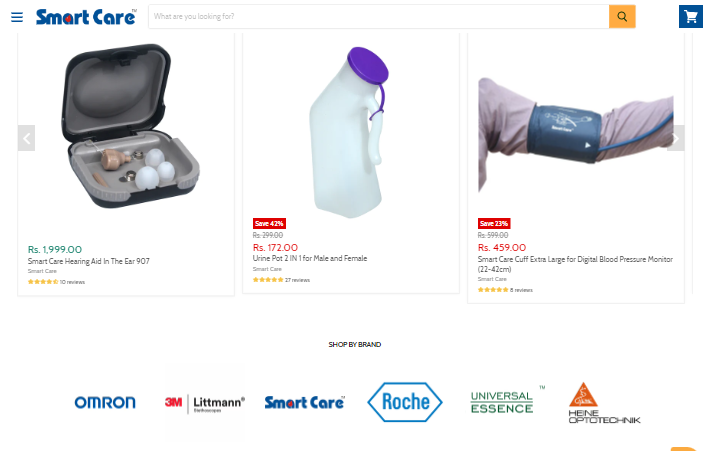 Smart Care™
What are you looking for?
Rs. 1,999.00
Smart Care Hearing Aid In The Ear 907
Smart Care
10 reviews
Save 42%
Rs. 299.00
Rs. 172.00
Urine Pot 2 IN 1 for Male and Female
Smart Care
27 reviews
Smart Care
Save 23%
Rs. 599.00
Rs. 459.00
Smart Care Cuff Extra Large for Digital Blood Pressure Monitor
(22-42cm)
Smart Care
8 reviews
SHOP BY BRAND
OMRON
3M Littmann®
Stethoscopes
Smart Care™
Roche
UNIVERSAL™
ESSENCE
HEINE
OPTOTECHNIK